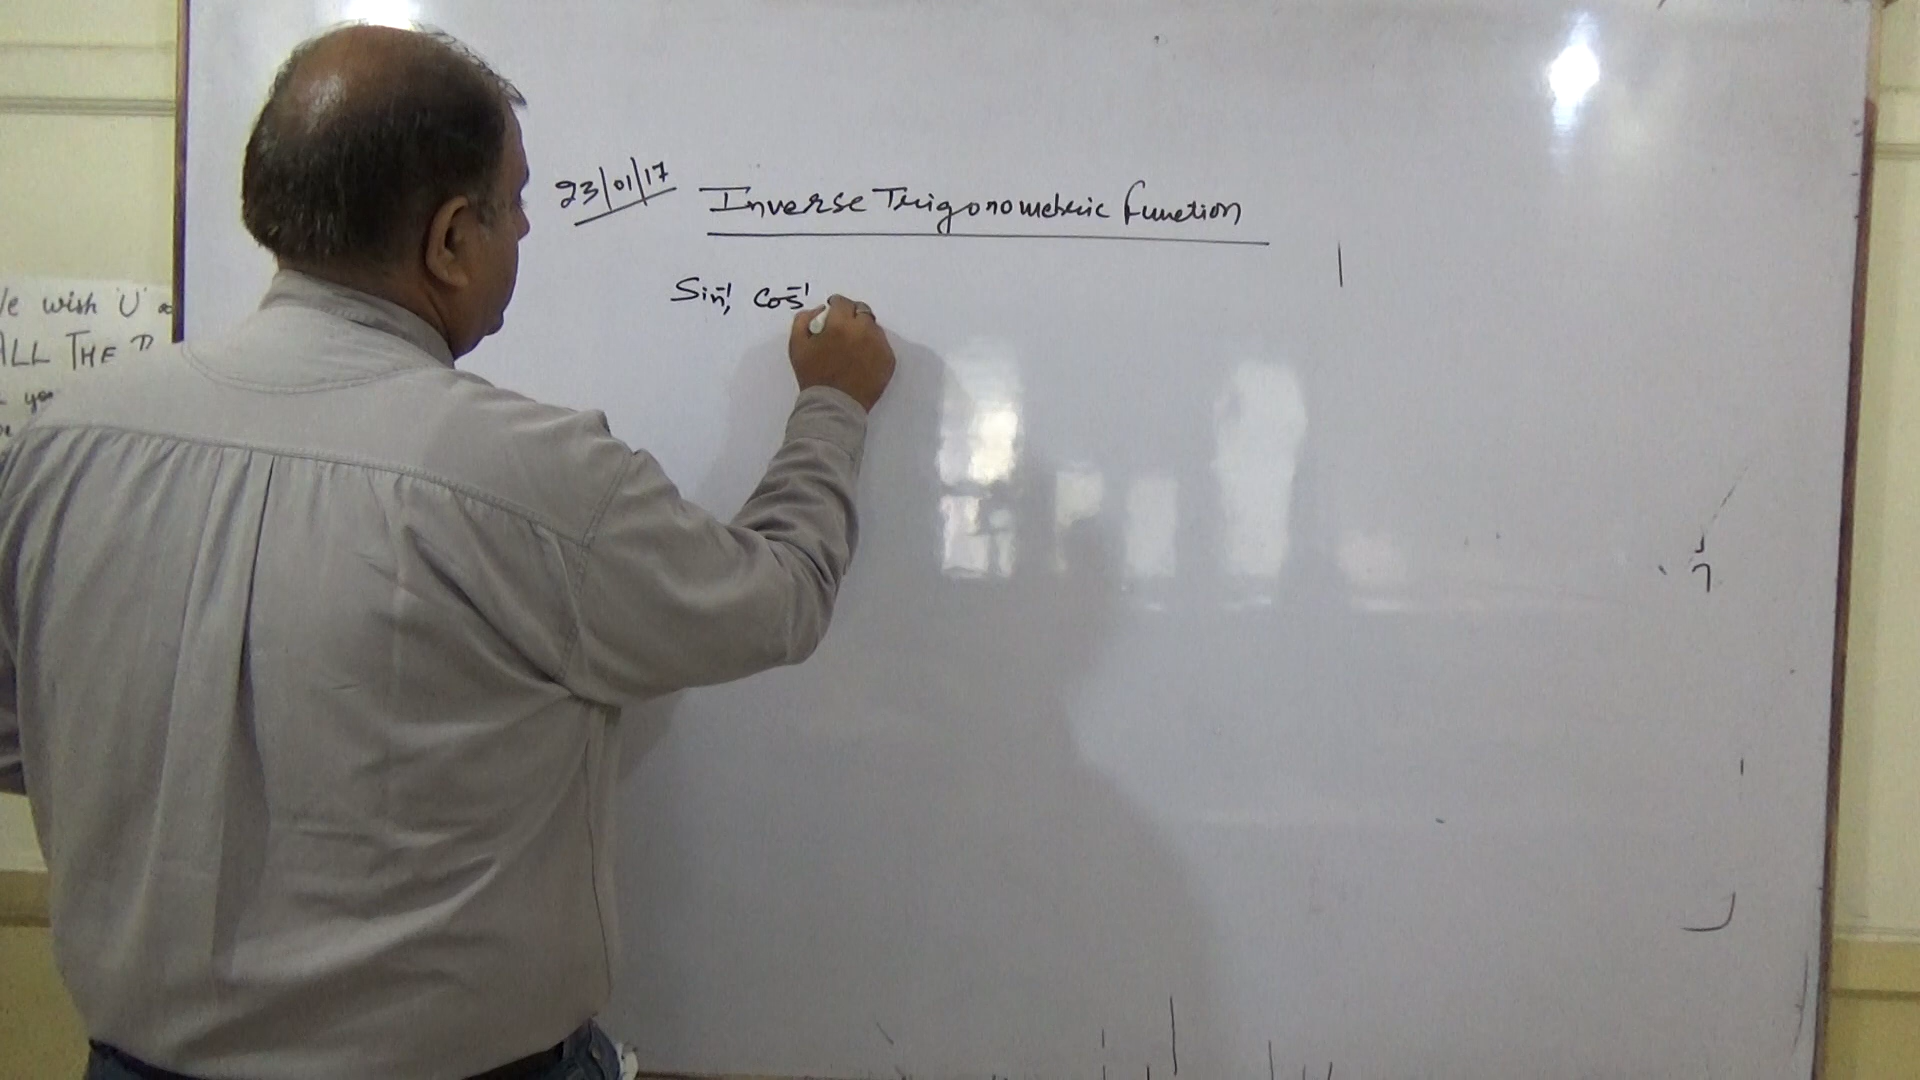 23/01/17 Inverse Trigonometric Function
Sin⁻¹, Cos⁻¹
We wish 'U' a
ALL THE